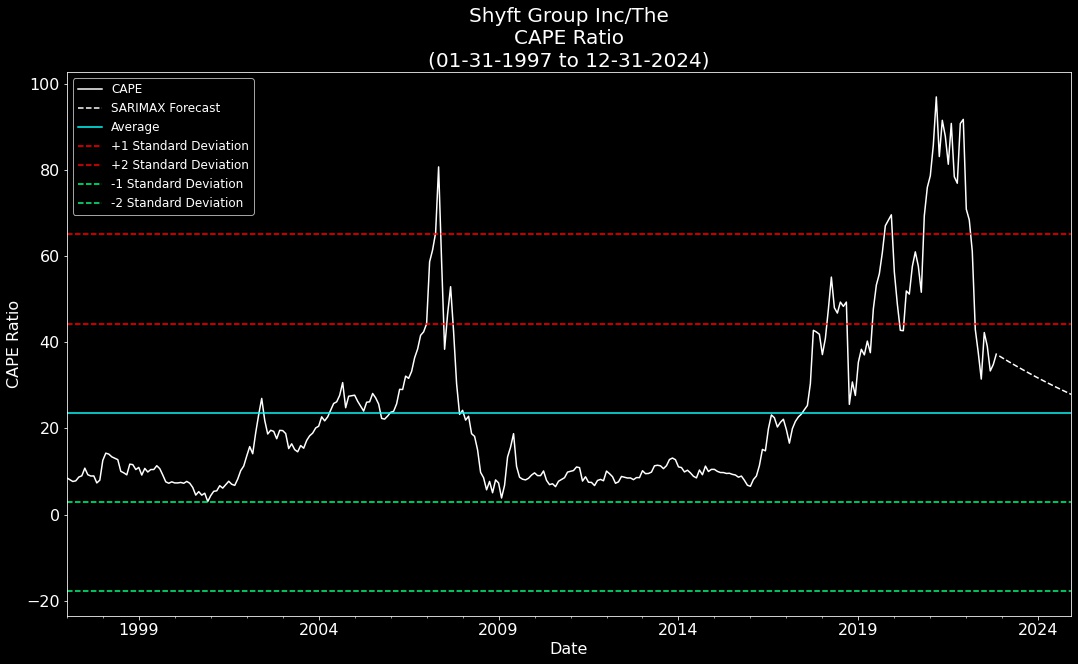 Shyft Group Inc/The
CAPE Ratio
(01-31-1997 to 12-31-2024)
CAPE
SARIMAX Forecast
Average
+1 Standard Deviation
+2 Standard Deviation
-1 Standard Deviation
-2 Standard Deviation
100
80
60
40
20
0
−20
CAPE Ratio
1999
2004
2009
2014
2019
2024
Date